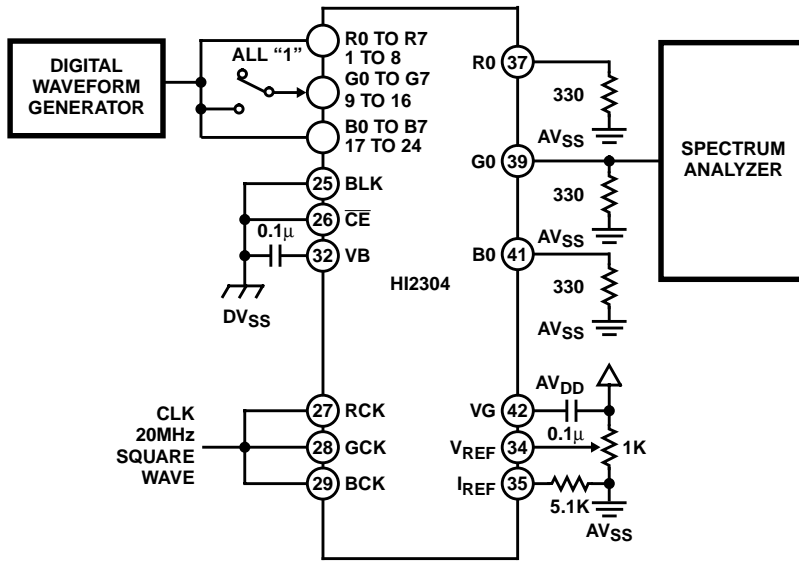 DIGITAL
WAVEFORM
GENERATOR
ALL “1”
R0 TO R7
1 TO 8
G0 TO G7
9 TO 16
B0 TO B7
17 TO 24
25 BLK
26 CE
0.1μ
32 VB
DVSS
HI2304
R0 37
330
AVSS
G0 39
330
AVSS
B0 41
330
AVSS
SPECTRUM
ANALYZER
CLK
20MHz
SQUARE
WAVE
27 RCK
28 GCK
29 BCK
AVDD
VG 42
0.1μ
VREF 34
1K
IREF 35
5.1K
AVSS